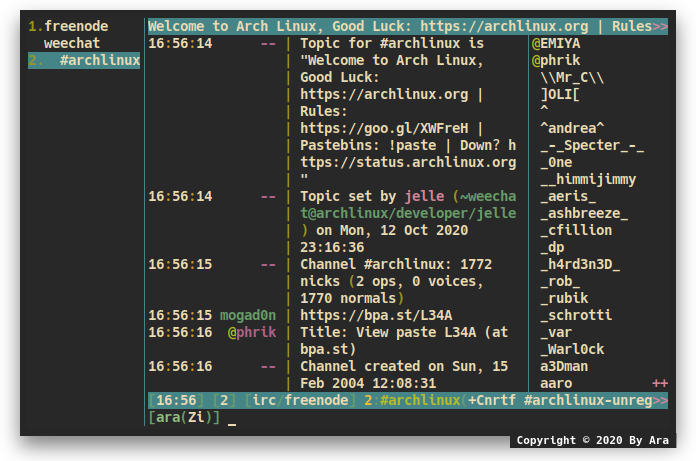 1.freenode
weechat
2.  #archlinux
Welcome to Arch Linux, Good Luck: https://archlinux.org | Rules>>
16:56:14 -- | Topic for #archlinux is
| "Welcome to Arch Linux,
| Good Luck:
| https://archlinux.org |
| Rules:
| https://goo.gl/XWFreH |
| Pastebins: !paste | Down? h
| ttps://status.archlinux.org
| "
16:56:14 -- | Topic set by jelle (~weecha
| t@archlinux/developer/jelle
| ) on Mon, 12 Oct 2020
| 23:16:36
16:56:15 -- | Channel #archlinux: 1772
| nicks (2 ops, 0 voices,
| 1770 normals)
16:56:15 mogad0n | https://bpa.st/L34A
16:56:16 @phrik | Title: View paste L34A (at
| bpa.st)
16:56:16 -- | Channel created on Sun, 15
| Feb 2004 12:08:31
@EMIYA
@phrik
\\Mr_C\\
]OLI[
^
^andrea^
_-_Specter_-_
_0ne
__himmijimmy
_aeris_
_ashbreeze_
_cfillion
_dp
_h4rd3n3D_
_rob_
_rubik
_schrotti
_var
_Warl0ck
a3Dman
aaro ++
[16:56] [2] [irc/freenode] 2:#archlinux(+Cnrtf #archlinux-unreg>>
[ara(Zi)] _
Copyright © 2020 By Ara